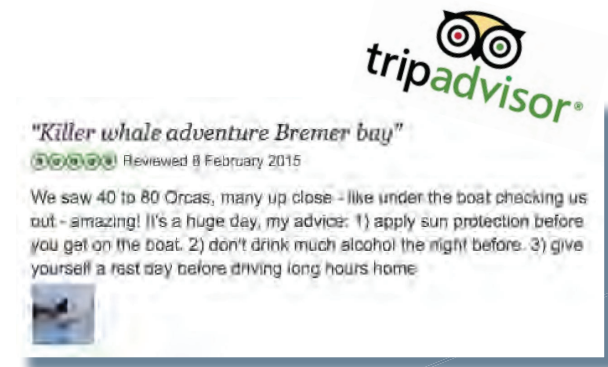 tripadvisor®
"Killer whale adventure Bremer bay"
Reviewed 8 February 2015
We saw 40 to 80 Orcas, many up close - like under the boat checking us
out - amazing! It's a huge day, my advice: 1) apply sun protection before
you get on the boat. 2) don't drink much alcohol the night before. 3) give
yourself a rest day before driving long hours home